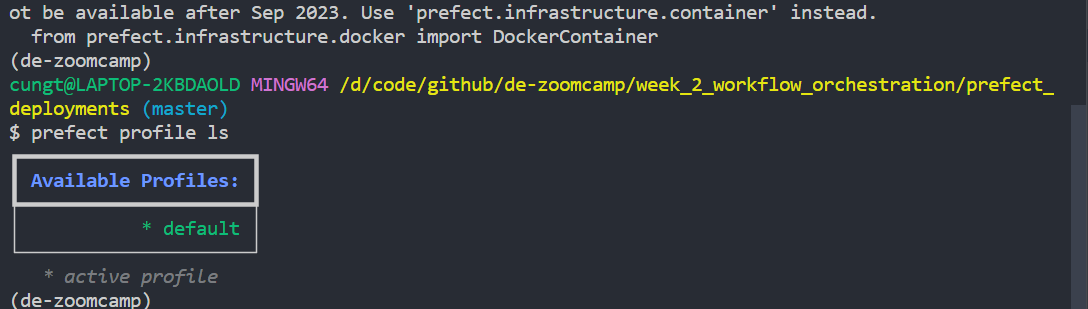 ot be available after Sep 2023. Use 'prefect.infrastructure.container' instead.
from prefect.infrastructure.docker import DockerContainer
(de-zoomcamp)
cungt@LAPTOP-2KBDAOLD MINGW64 /d/code/github/de-zoomcamp/week_2_workflow_orchestration/prefect_
deployments (master)
$ prefect profile ls
Available Profiles:
* default
* active profile
(de-zoomcamp)